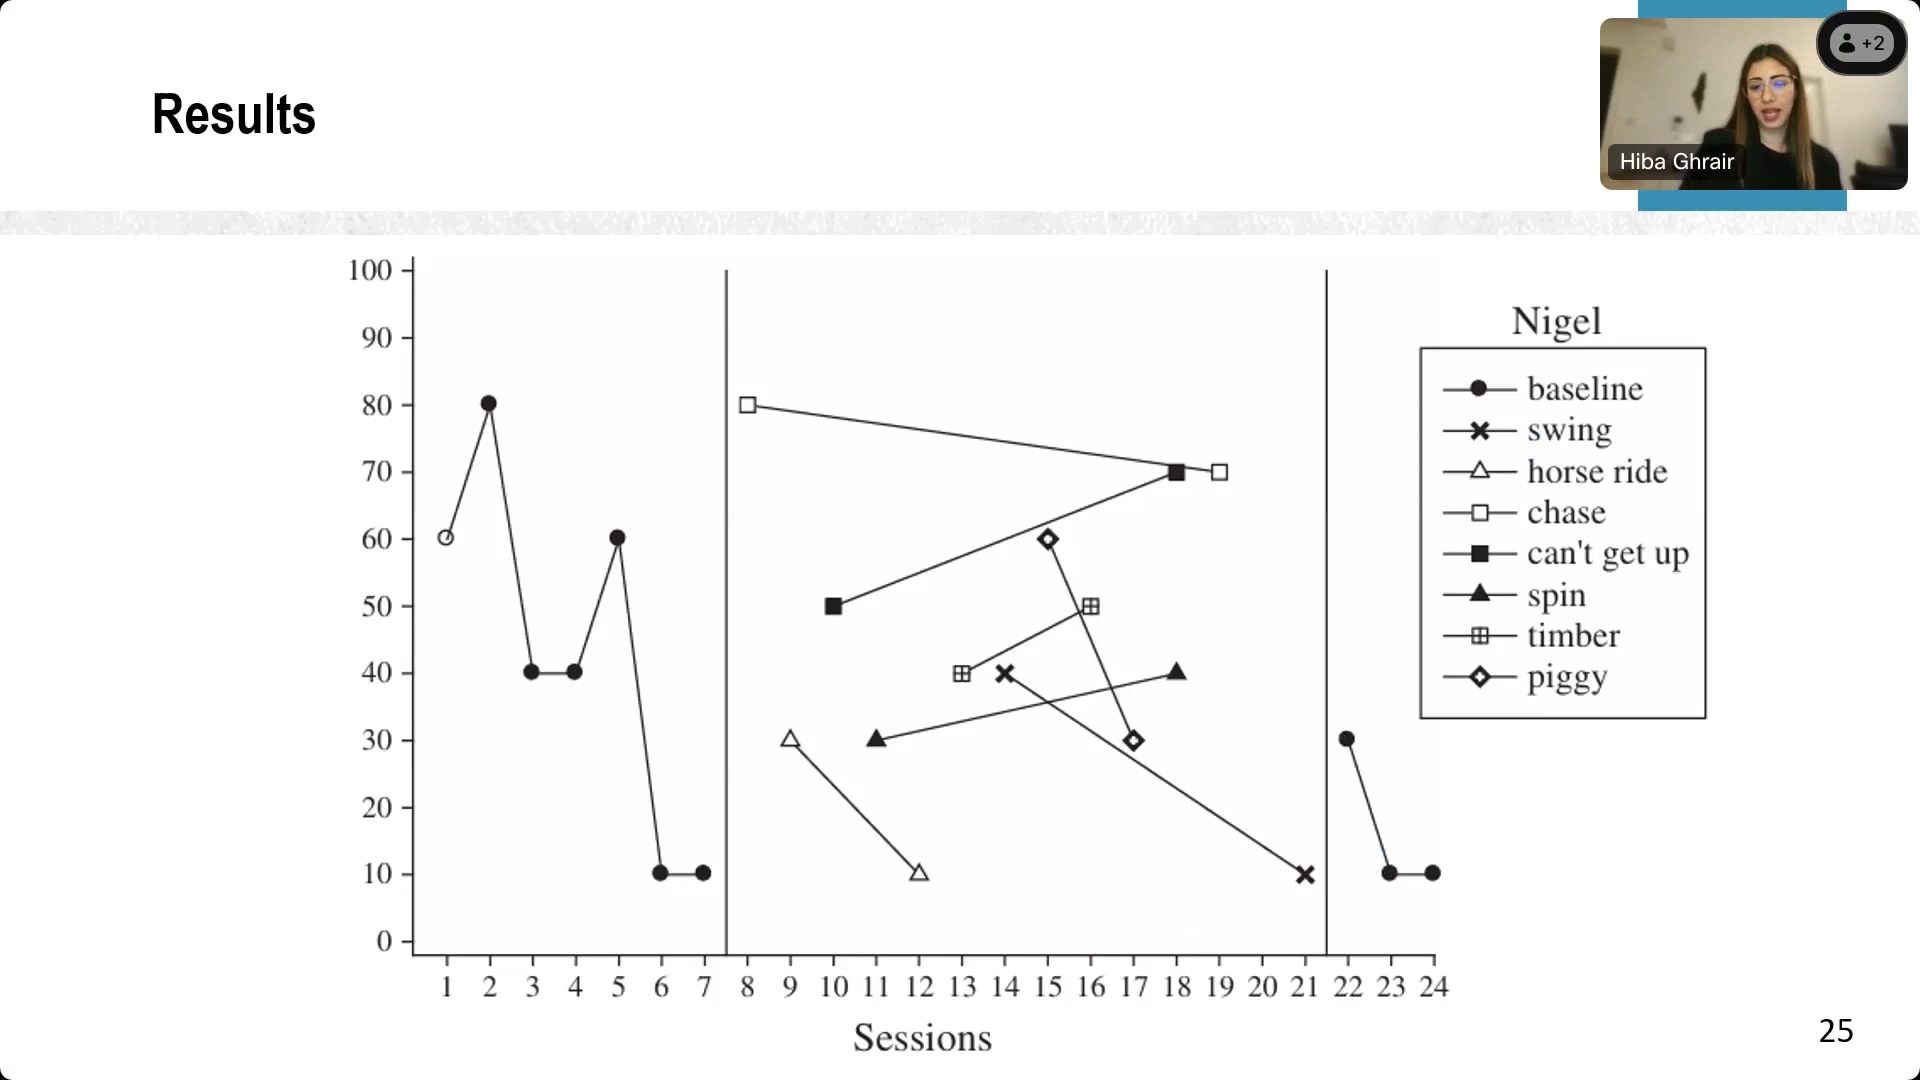 Results
+2
Hiba Ghrair
100
90
80
70
60
50
40
30
20
10
0
1 2 3 4 5 6 7 8 9 10 11 12 13 14 15 16 17 18 19 20 21 22 23 24
Sessions
Nigel
baseline
swing
horse ride
chase
can't get up
spin
timber
piggy
25